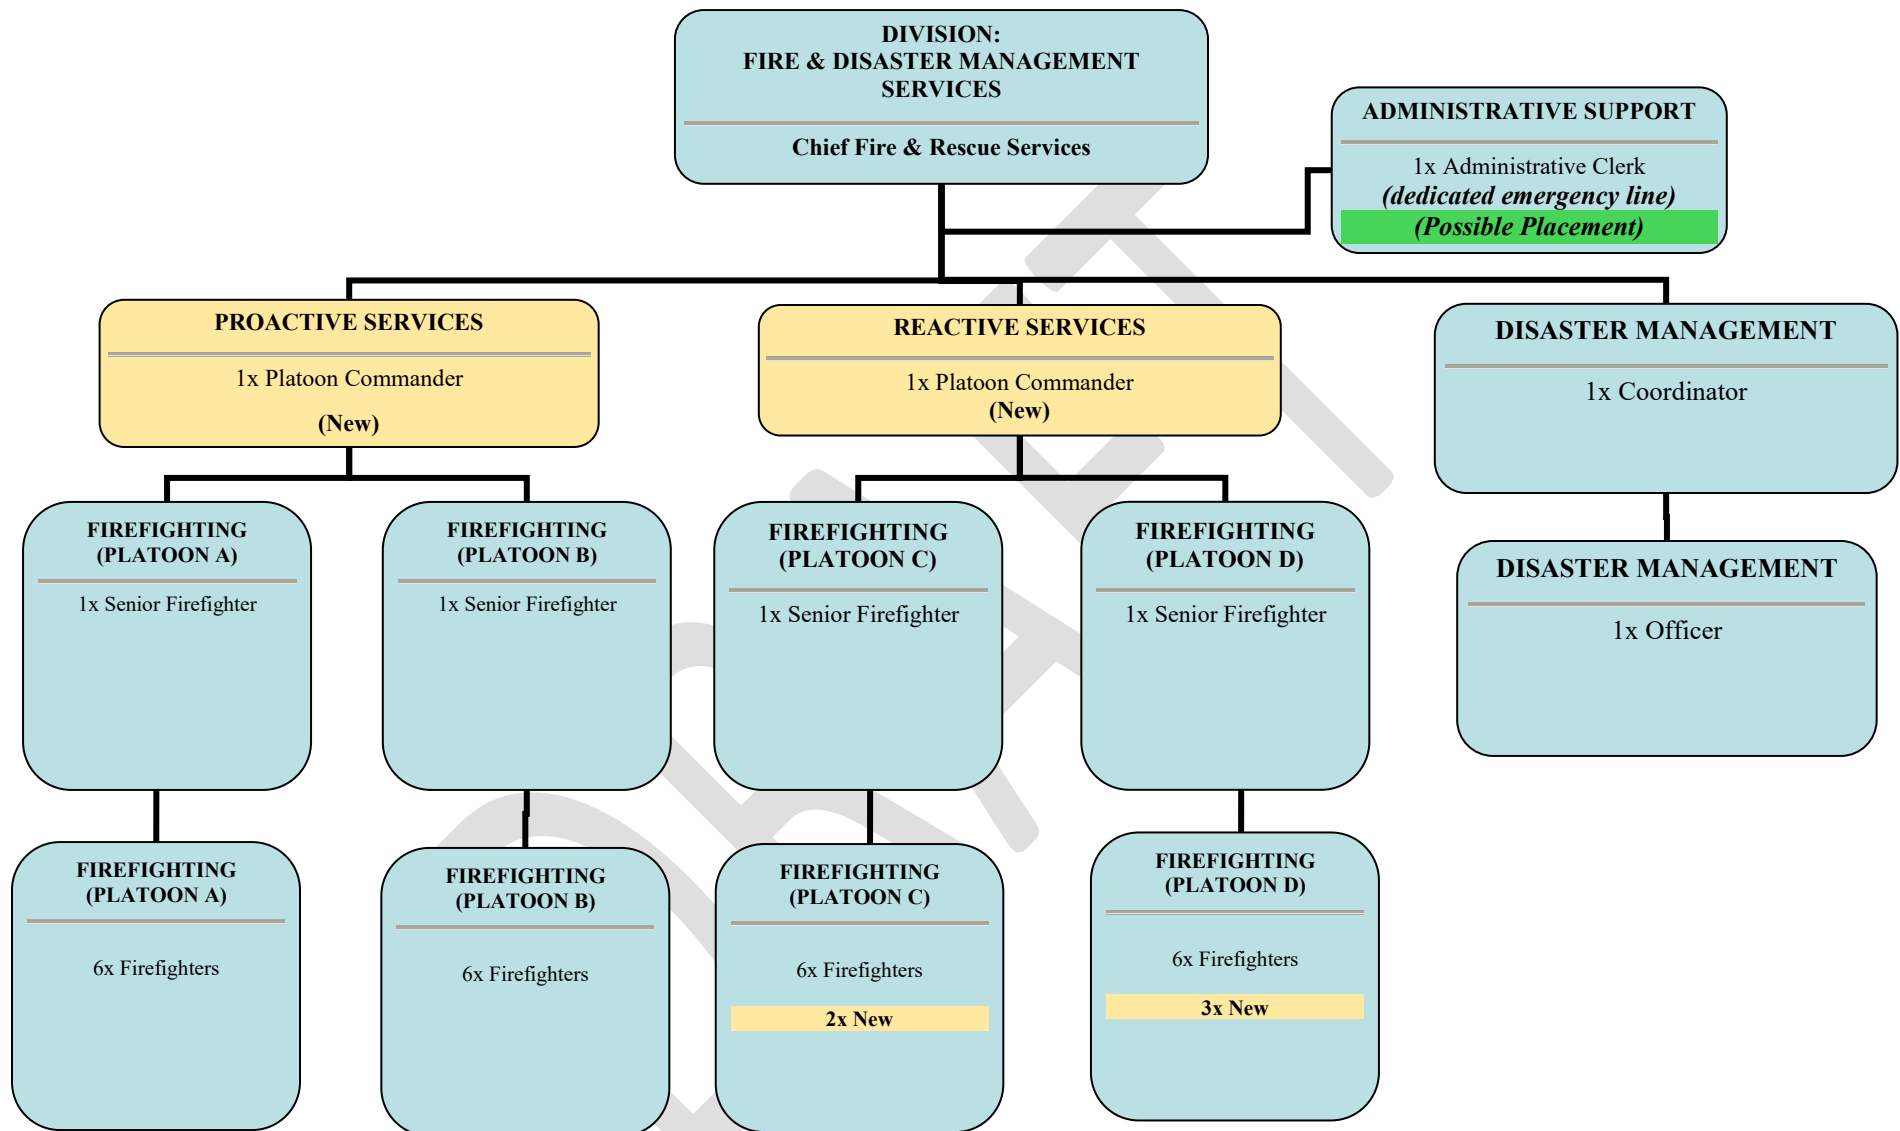 DIVISION:
FIRE & DISASTER MANAGEMENT
SERVICES
Chief Fire & Rescue Services
ADMINISTRATIVE SUPPORT
1x Administrative Clerk
(dedicated emergency line)
(Possible Placement)
PROACTIVE SERVICES
1x Platoon Commander
(New)
REACTIVE SERVICES
1x Platoon Commander
(New)
DISASTER MANAGEMENT
1x Coordinator
FIREFIGHTING
(PLATOON A)
1x Senior Firefighter
FIREFIGHTING
(PLATOON B)
1x Senior Firefighter
FIREFIGHTING
(PLATOON C)
1x Senior Firefighter
FIREFIGHTING
(PLATOON D)
1x Senior Firefighter
DISASTER MANAGEMENT
1x Officer
FIREFIGHTING
(PLATOON A)
6x Firefighters
FIREFIGHTING
(PLATOON B)
6x Firefighters
FIREFIGHTING
(PLATOON C)
6x Firefighters
2x New
FIREFIGHTING
(PLATOON D)
6x Firefighters
3x New
DRAFT